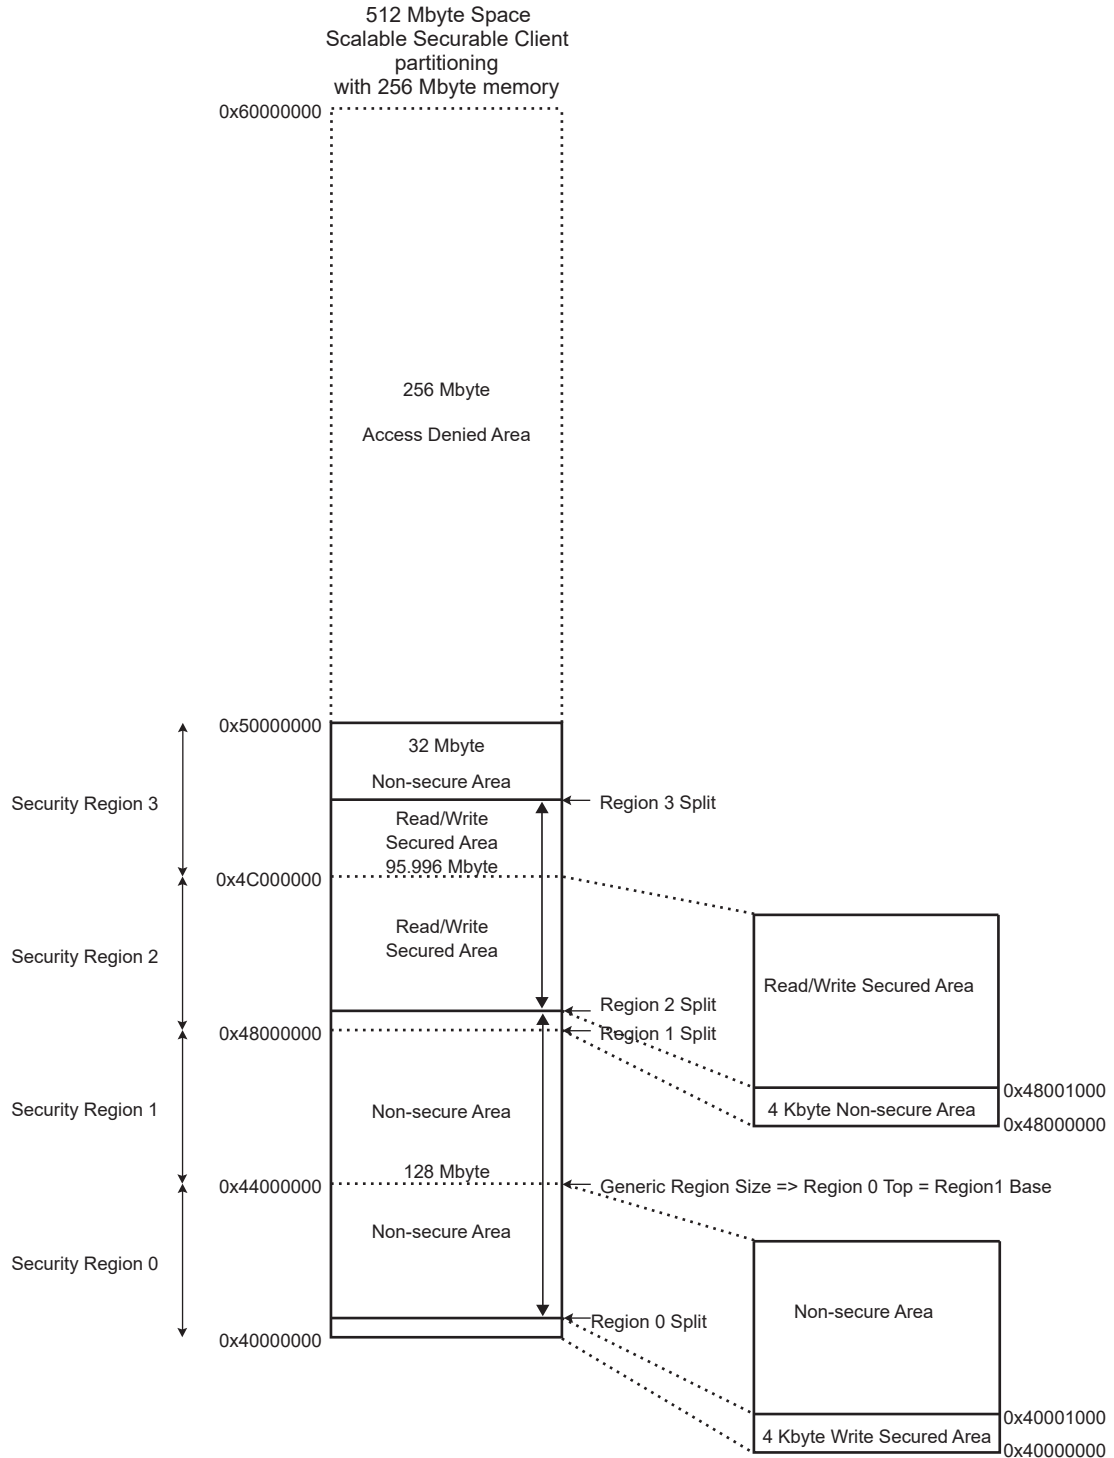 512 Mbyte Space
Scalable Securable Client
partitioning
with 256 Mbyte memory
0x60000000
256 Mbyte
Access Denied Area
0x50000000
32 Mbyte
Non-secure Area
Security Region 3
Region 3 Split
Read/Write
Secured Area
95.996 Mbyte
0x4C000000
Read/Write
Secured Area
Security Region 2
Read/Write Secured Area
Region 2 Split
0x48000000
Region 1 Split
0x48001000
4 Kbyte Non-secure Area
0x48000000
Security Region 1
Non-secure Area
128 Mbyte
0x44000000
Generic Region Size => Region 0 Top = Region1 Base
Non-secure Area
Security Region 0
Non-secure Area
Region 0 Split
0x40000000
0x40001000
4 Kbyte Write Secured Area
0x40000000